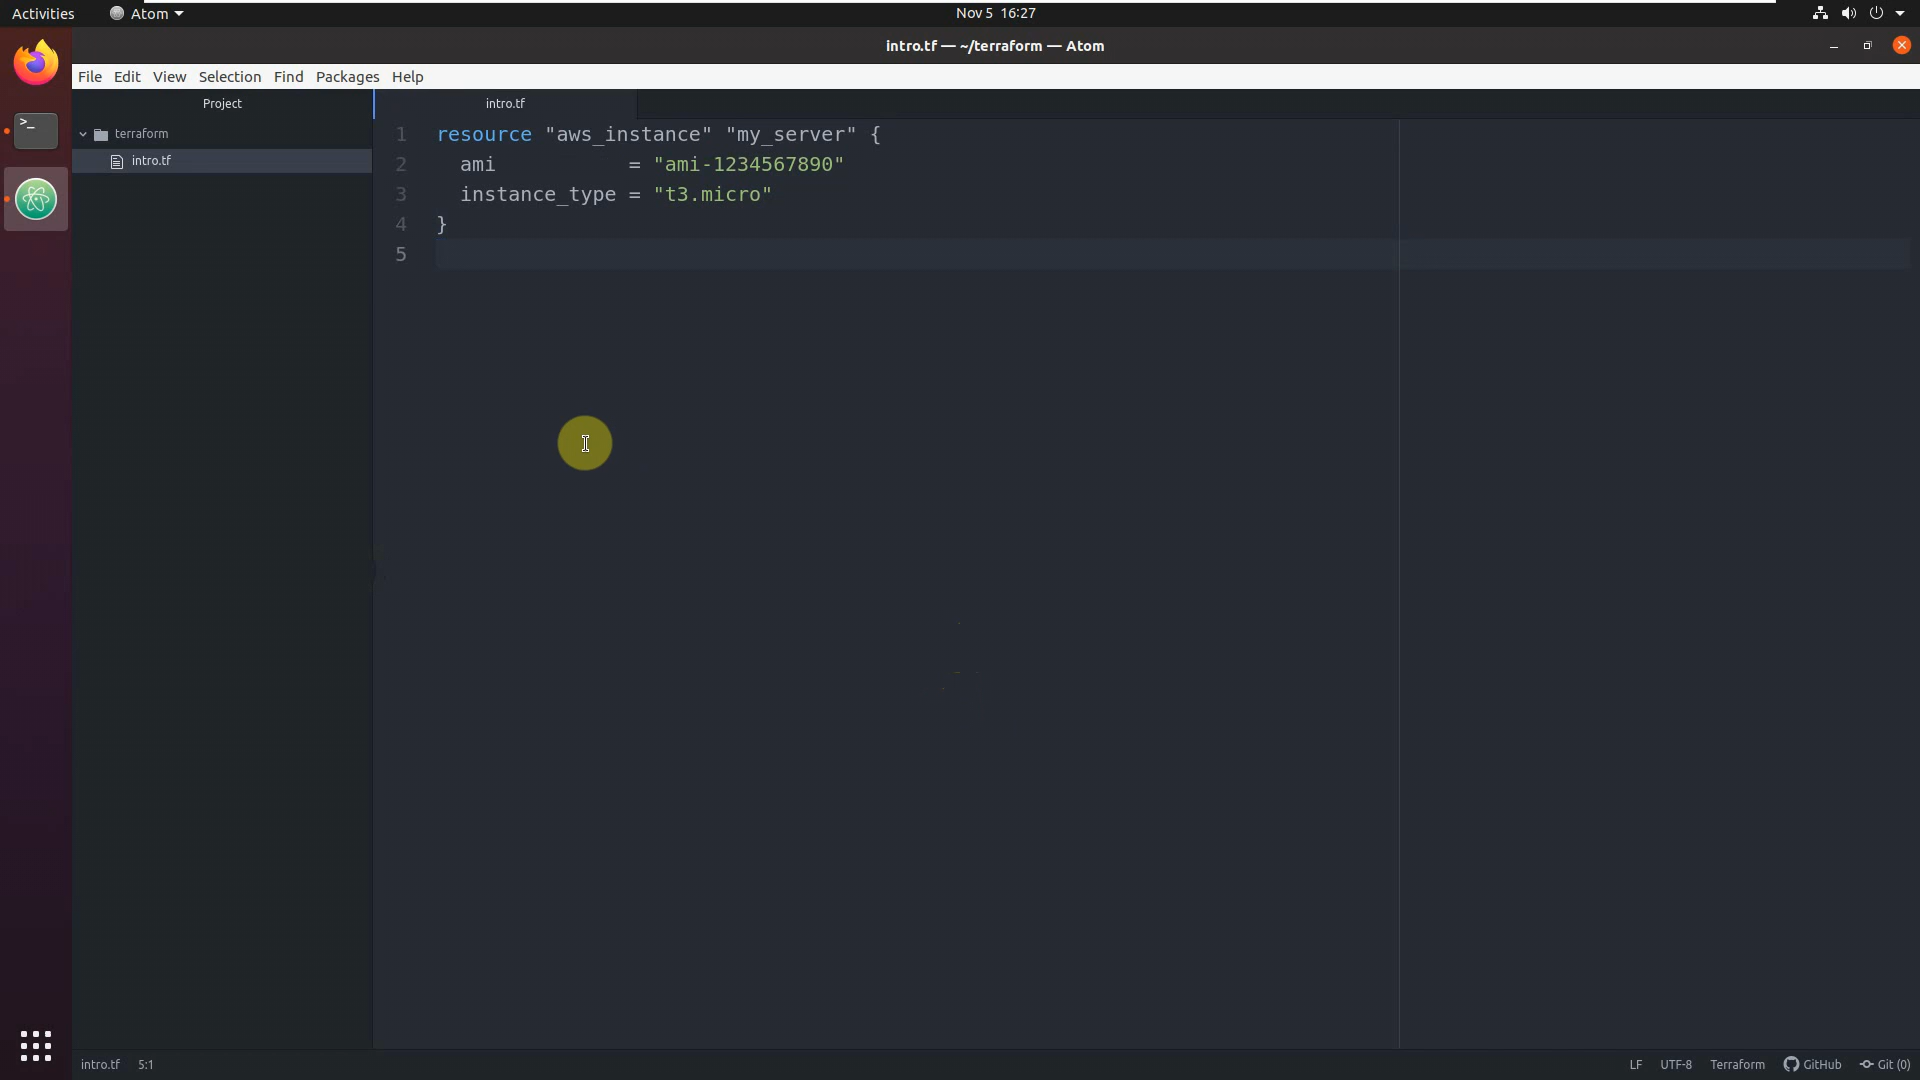 Activities
Atom
Nov 5 16:27
intro.tf — ~/terraform — Atom
File Edit View Selection Find Packages Help
Project
intro.tf
terraform
intro.tf
1 resource "aws_instance" "my_server" {
2   ami           = "ami-1234567890"
3   instance_type = "t3.micro"
4 }
5
>_
intro.tf 5:1
LF UTF-8 Terraform GitHub Git (0)